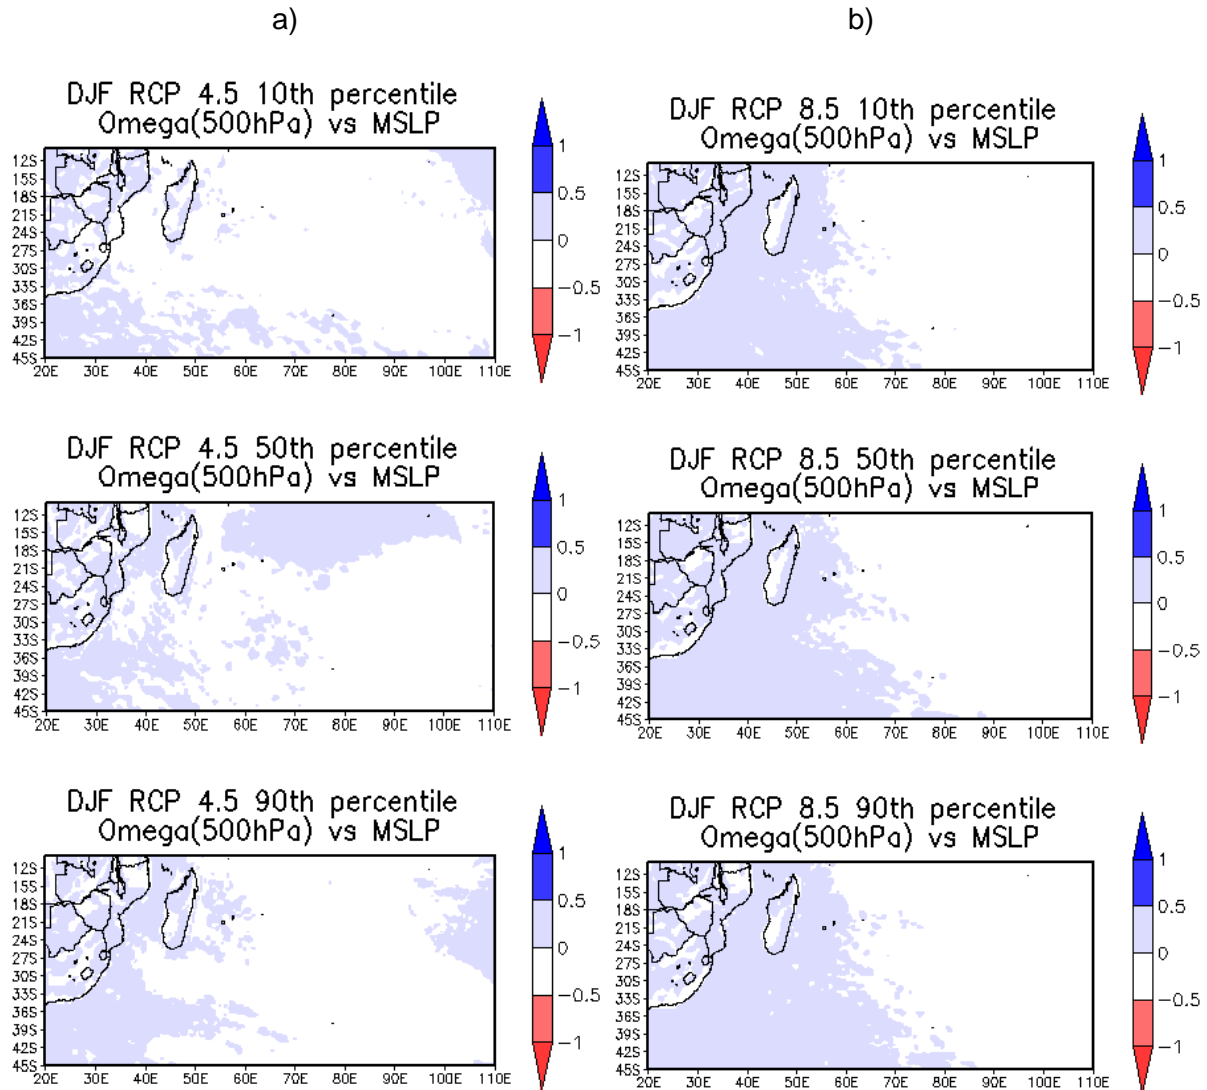 a)
DJF RCP 4.5 10th percentile
Omega(500hPa) vs MSLP
12S
15S
18S
21S
24S
27S
30S
33S
36S
39S
42S
45S
20E 30E 40E 50E 60E 70E 80E 90E 100E 110E
1
0.5
0
−0.5
−1
DJF RCP 4.5 50th percentile
Omega(500hPa) vs MSLP
12S
15S
18S
21S
24S
27S
30S
33S
36S
39S
42S
45S
20E 30E 40E 50E 60E 70E 80E 90E 100E 110E
1
0.5
0
−0.5
−1
DJF RCP 4.5 90th percentile
Omega(500hPa) vs MSLP
12S
15S
18S
21S
24S
27S
30S
33S
36S
39S
42S
45S
20E 30E 40E 50E 60E 70E 80E 90E 100E 110E
1
0.5
0
−0.5
−1
b)
DJF RCP 8.5 10th percentile
Omega(500hPa) vs MSLP
12S
15S
18S
21S
24S
27S
30S
33S
36S
39S
42S
45S
20E 30E 40E 50E 60E 70E 80E 90E 100E 110E
1
0.5
0
−0.5
−1
DJF RCP 8.5 50th percentile
Omega(500hPa) vs MSLP
12S
15S
18S
21S
24S
27S
30S
33S
36S
39S
42S
45S
20E 30E 40E 50E 60E 70E 80E 90E 100E 110E
1
0.5
0
−0.5
−1
DJF RCP 8.5 90th percentile
Omega(500hPa) vs MSLP
12S
15S
18S
21S
24S
27S
30S
33S
36S
39S
42S
45S
20E 30E 40E 50E 60E 70E 80E 90E 100E 110E
1
0.5
0
−0.5
−1